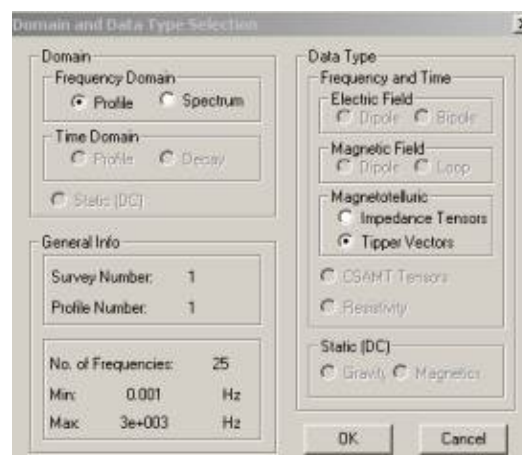 Domain and Data Type Selection
Domain
Frequency Domain
Profile Spectrum
Time Domain
Profile Decay
Static (DC)
General Info
Survey Number: 1
Profile Number: 1
No. of Frequencies: 25
Min: 0.001 Hz
Max: 3e+003 Hz
Data Type
Frequency and Time
Electric Field
Dipole Bipole
Magnetic Field
Dipole Loop
Magnetotelluric
Impedance Tensors
Tipper Vectors
CSAMT Tensors
Resistivity
Static (DC)
Gravity Magnetics
OK Cancel